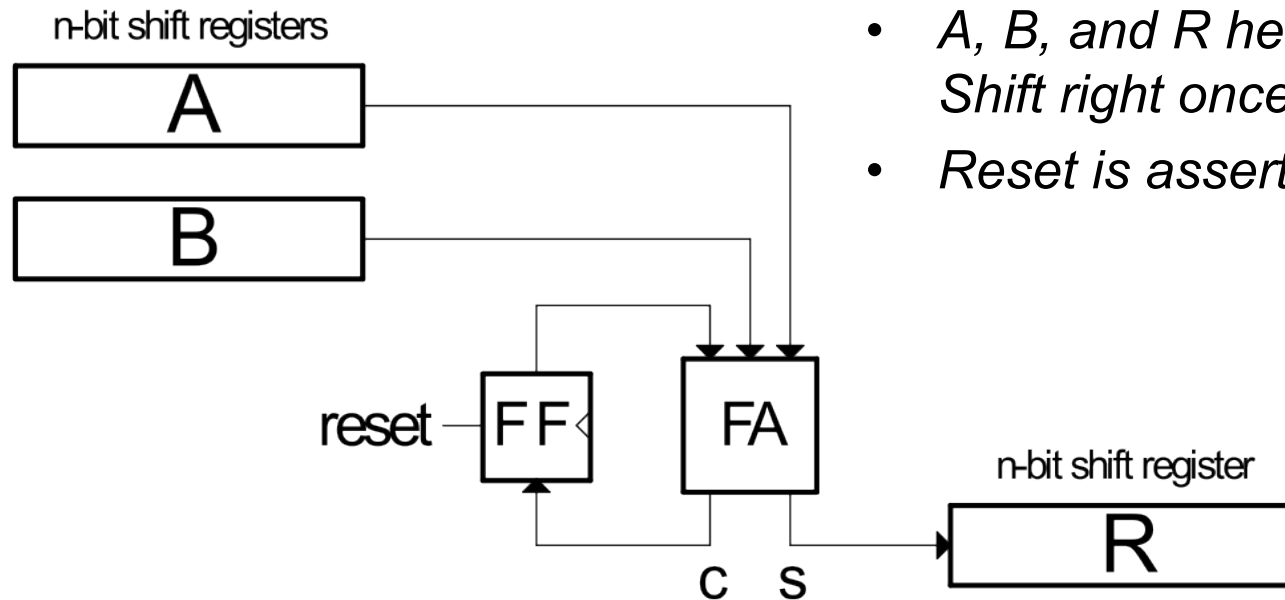 n-bit shift registers
A
B
• A, B, and R he
Shift right once
• Reset is assert
reset
FF
FA
c s
n-bit shift register
R